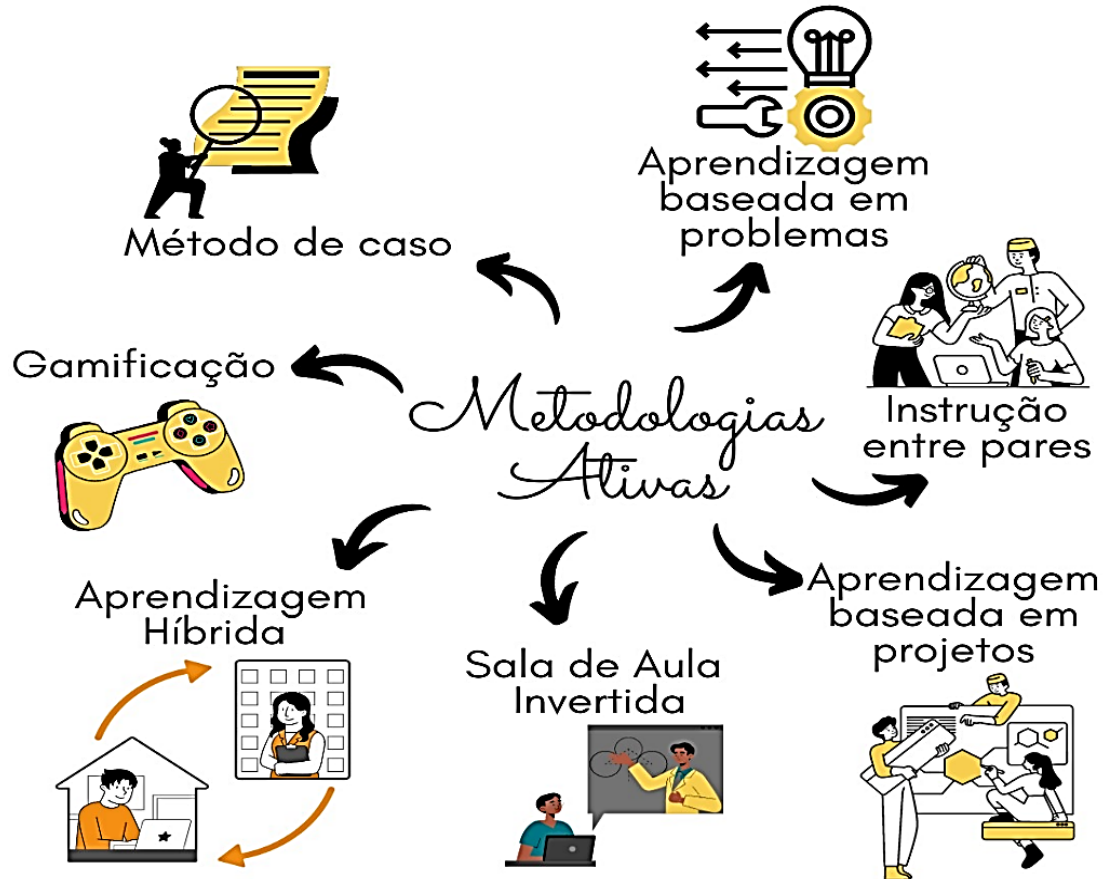 Método de caso
Aprendizagem
baseada em
problemas
Gamificação
Metodologias
Ativas
Instrução
entre pares
Aprendizagem
Híbrida
Sala de Aula
Invertida
Aprendizagem
baseada em
projetos